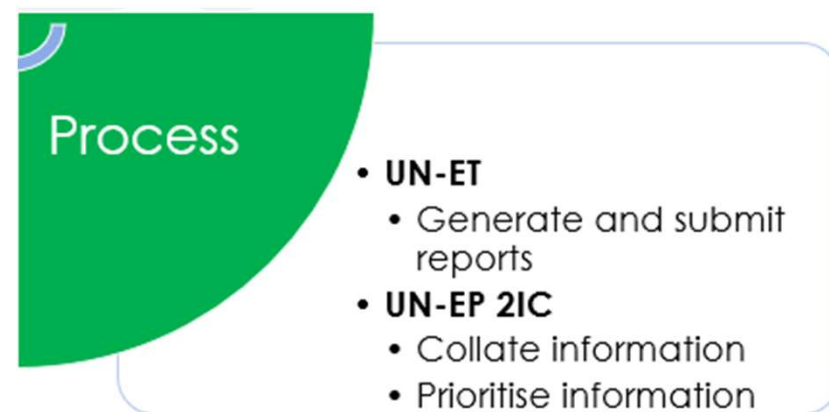 Process
• UN-ET
• Generate and submit
reports
• UN-EP 2IC
• Collate information
• Prioritise information